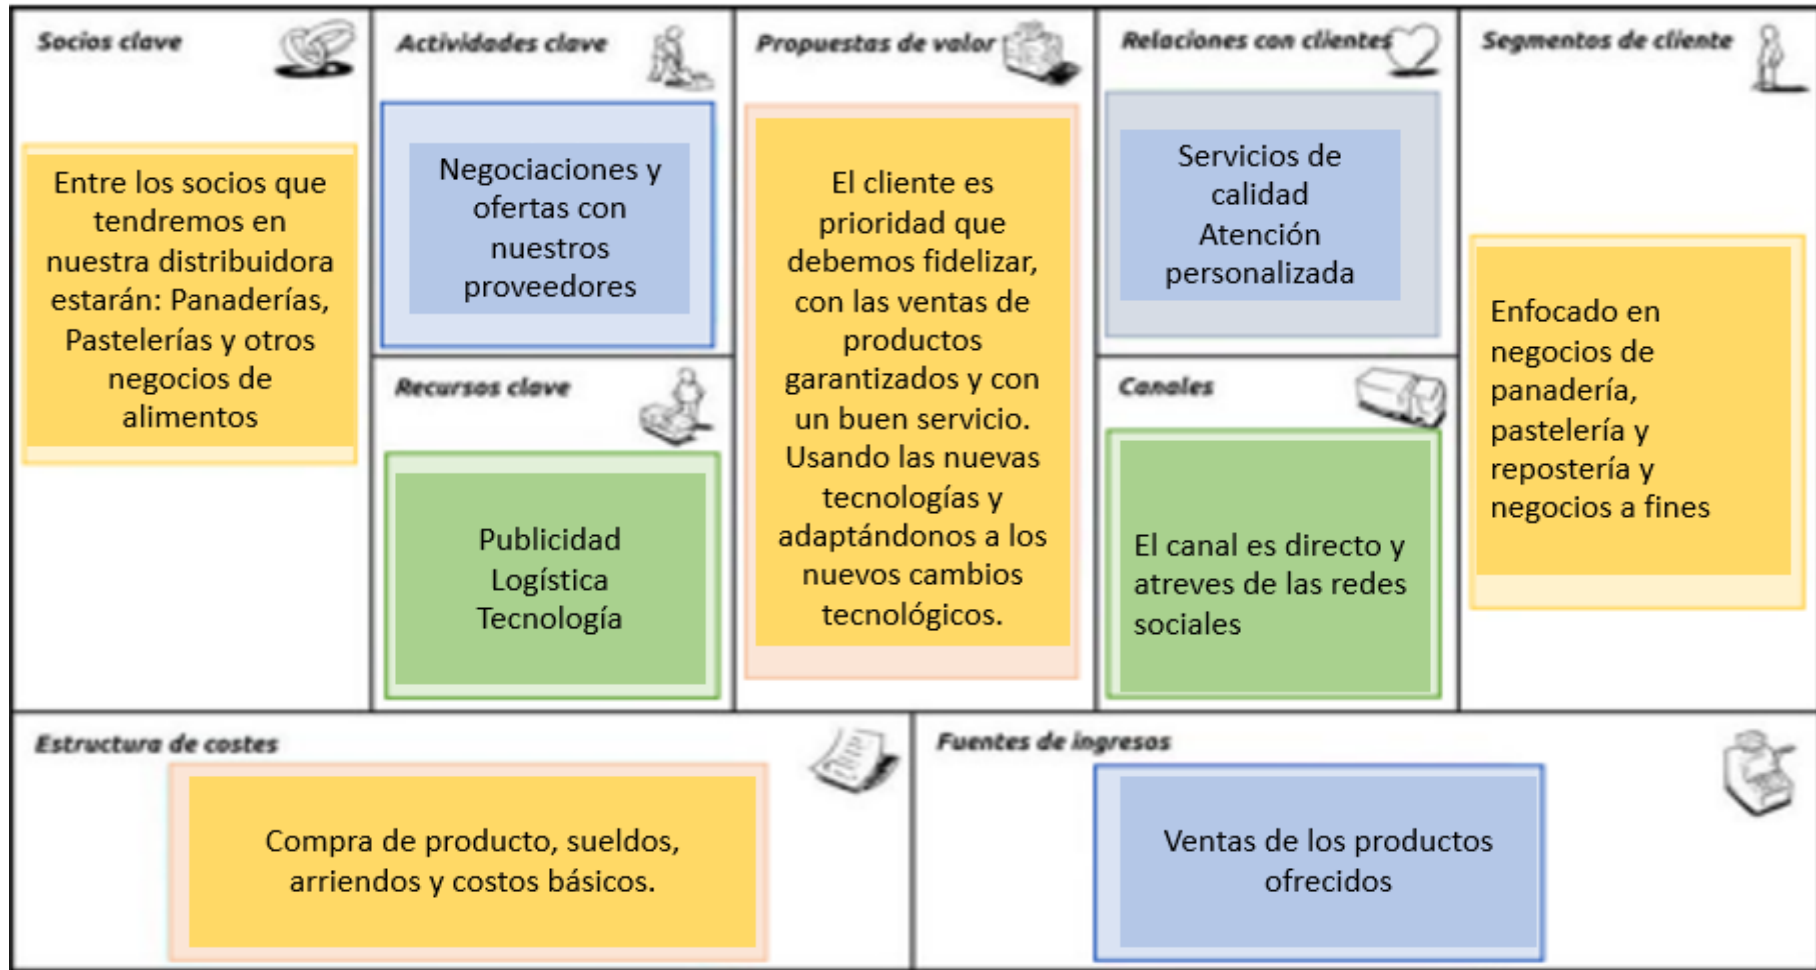 Socios clave
Entre los socios que
tendremos en
nuestra distribuidora
estarán: Panaderías,
Pastelerías y otros
negocios de
alimentos
Actividades clave
Negociaciones y
ofertas con
nuestros
proveedores
Recursos clave
Publicidad
Logística
Tecnología
Propuestas de valor
El cliente es
prioridad que
debemos fidelizar,
con las ventas de
productos
garantizados y con
un buen servicio.
Usando las nuevas
tecnologías y
adaptándonos a los
nuevos cambios
tecnológicos.
Relaciones con clientes
Servicios de
calidad
Atención
personalizada
Canales
El canal es directo y
atreves de las redes
sociales
Segmentos de cliente
Enfocado en
negocios de
panadería,
pastelería y
repostería y
negocios a fines
Estructura de costes
Compra de producto, sueldos,
arriendos y costos básicos.
Fuentes de ingresos
Ventas de los productos
ofrecidos